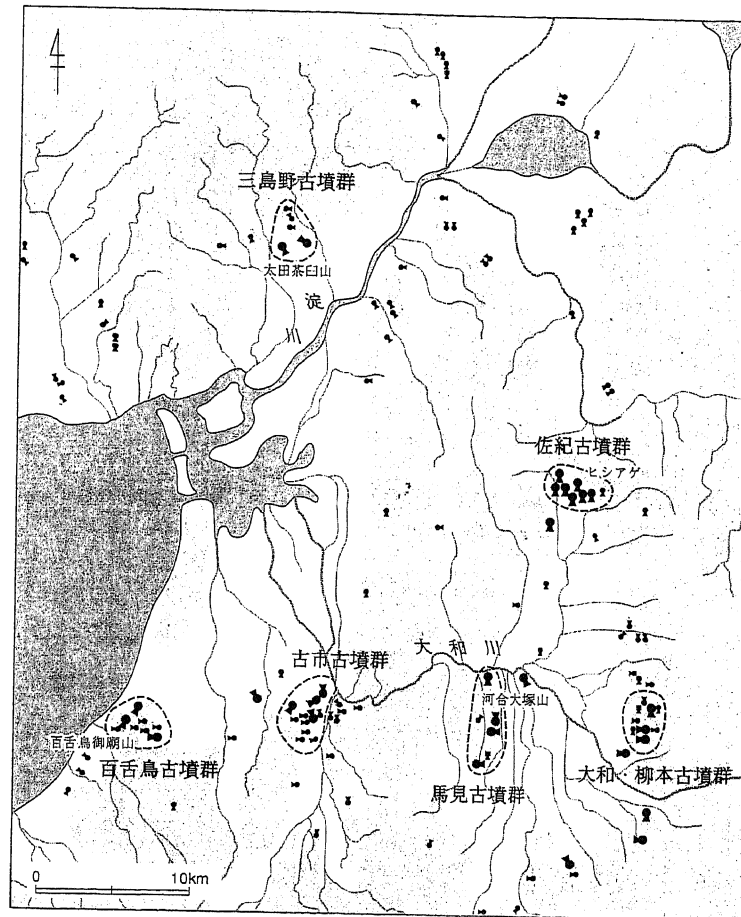 三島野古墳群
太田茶臼山
淀川
佐紀古墳群
ヒシアゲ
大和川
古市古墳群
河合大塚山
百舌鳥御廟山
百舌鳥古墳群
馬見古墳群
大和・柳本古墳群
0 10km